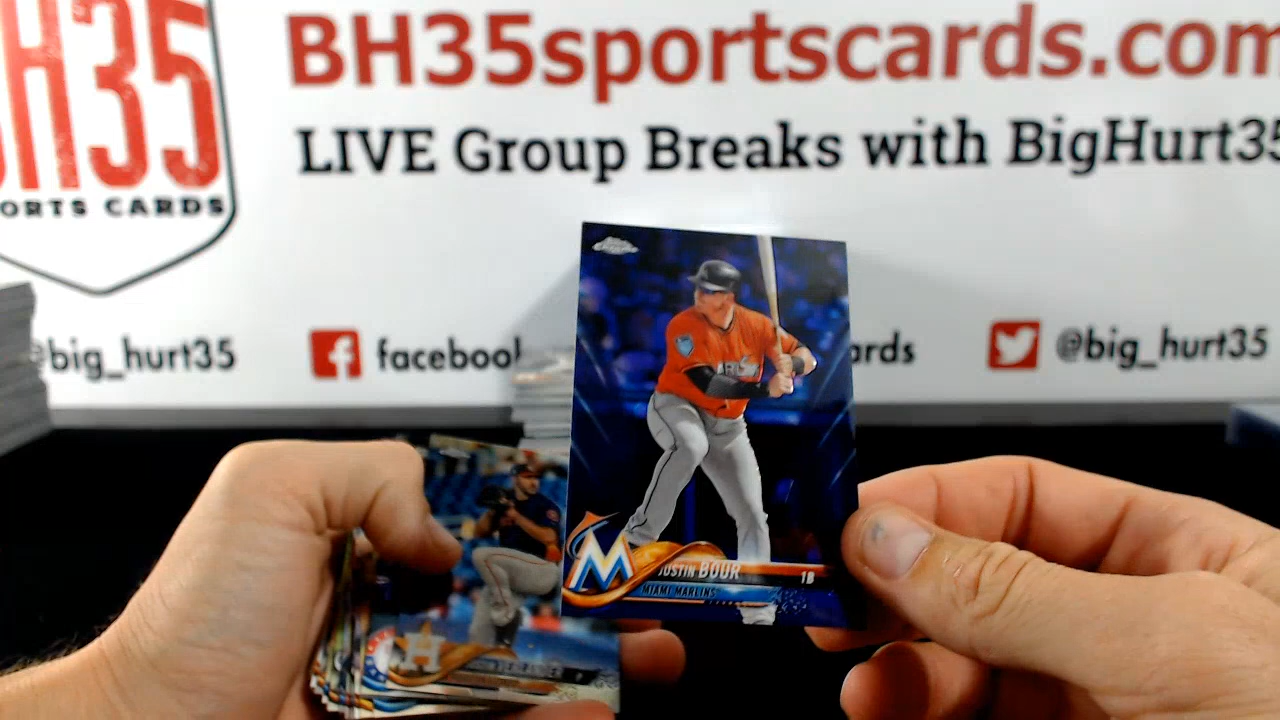 H35
ORTS CARDS
BH35sportscards.com
LIVE Group Breaks with BigHurt35
big_hurt35
facebook
ards
@big_hurt35
JUSTIN BOUR 1B
MIAMI MARLINS
M
H
VERLANDER